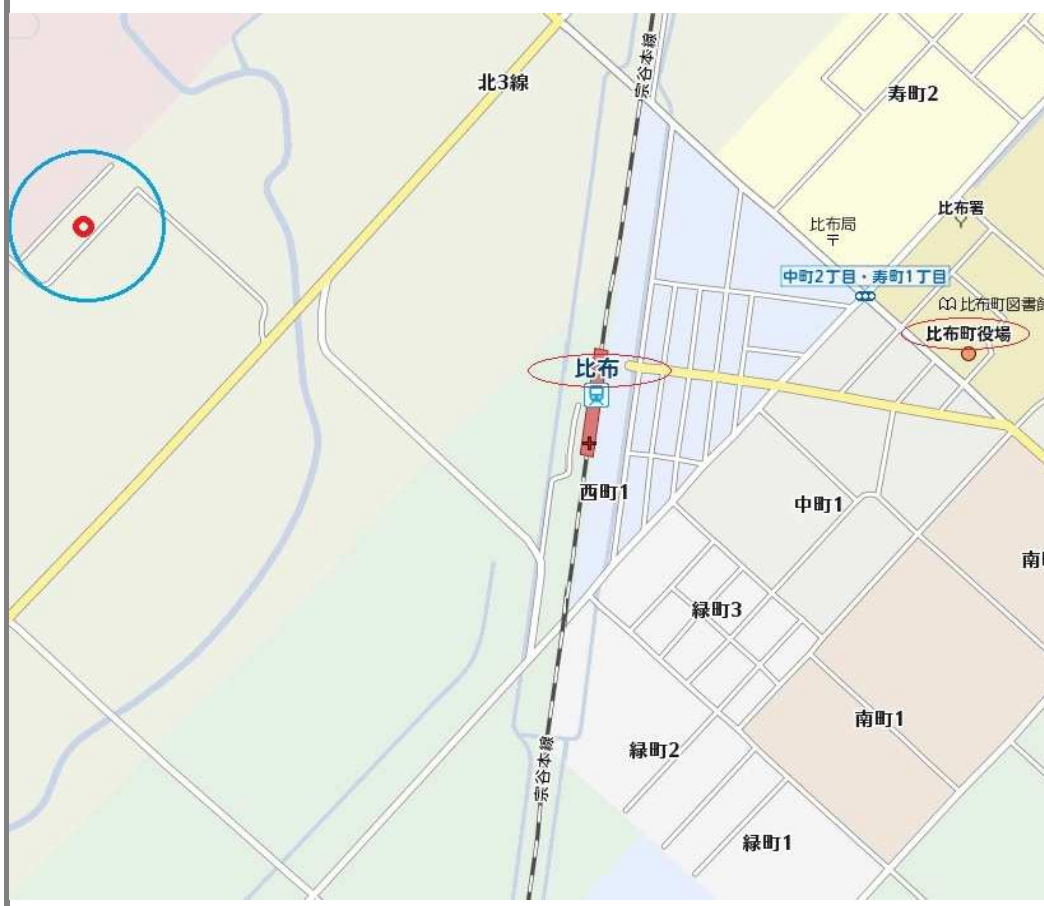 宗谷本線
北3線
寿町2
比布署
比布局
中町2丁目・寿町1丁目
比布町図書館
比布町役場
比布
西町1
中町1
南町
緑町3
南町1
緑町2
宗谷本線
緑町1